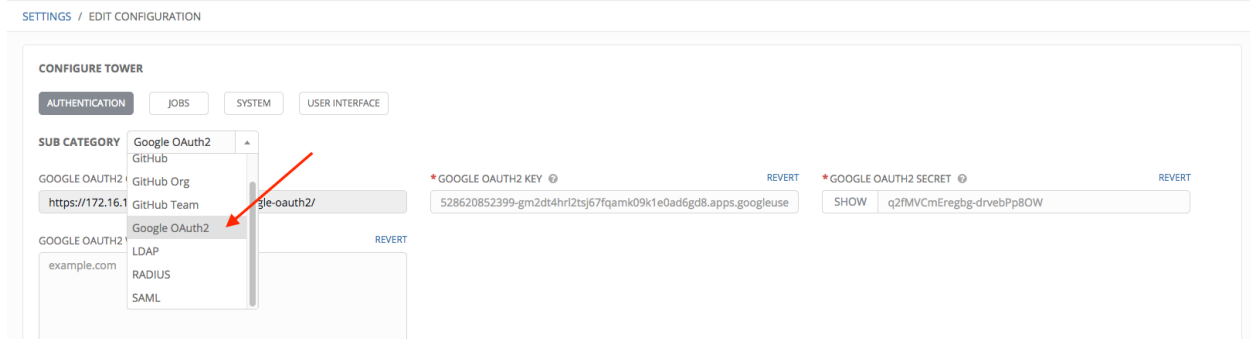 SETTINGS / EDIT CONFIGURATION
CONFIGURE TOWER
AUTHENTICATION JOBS SYSTEM USER INTERFACE
SUB CATEGORY Google OAuth2
GitHub
GitHub Org
GitHub Team
Google OAuth2
LDAP
RADIUS
SAML
GOOGLE OAUTH2
https://172.16.1 gle-oauth2/
* GOOGLE OAUTH2 KEY REVERT
528620852399-gm2dt4hrl2tsj67fqamk09k1e0ad6gd8.apps.googleuse
* GOOGLE OAUTH2 SECRET REVERT
SHOW q2fMVCmEregbg-drvebPp8OW
GOOGLE OAUTH2 REVERT
example.com